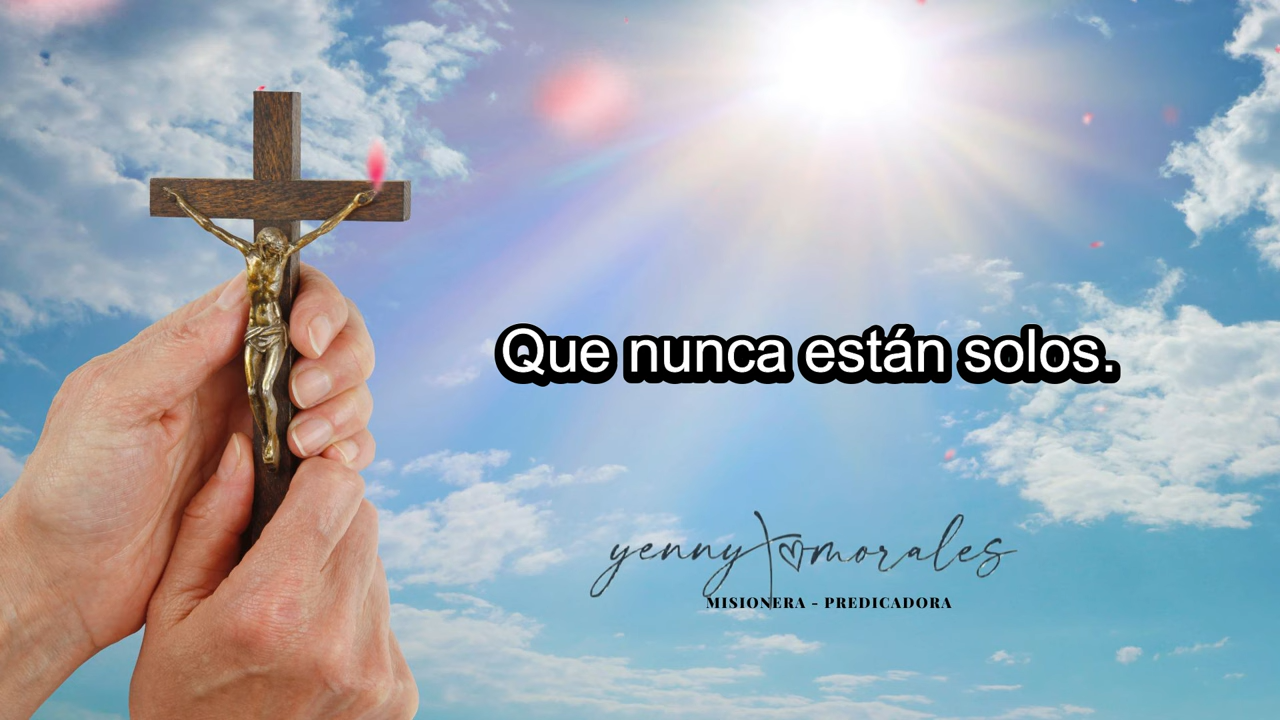 Que nunca están solos.
yenny morales
MISIONERA - PREDICADORA